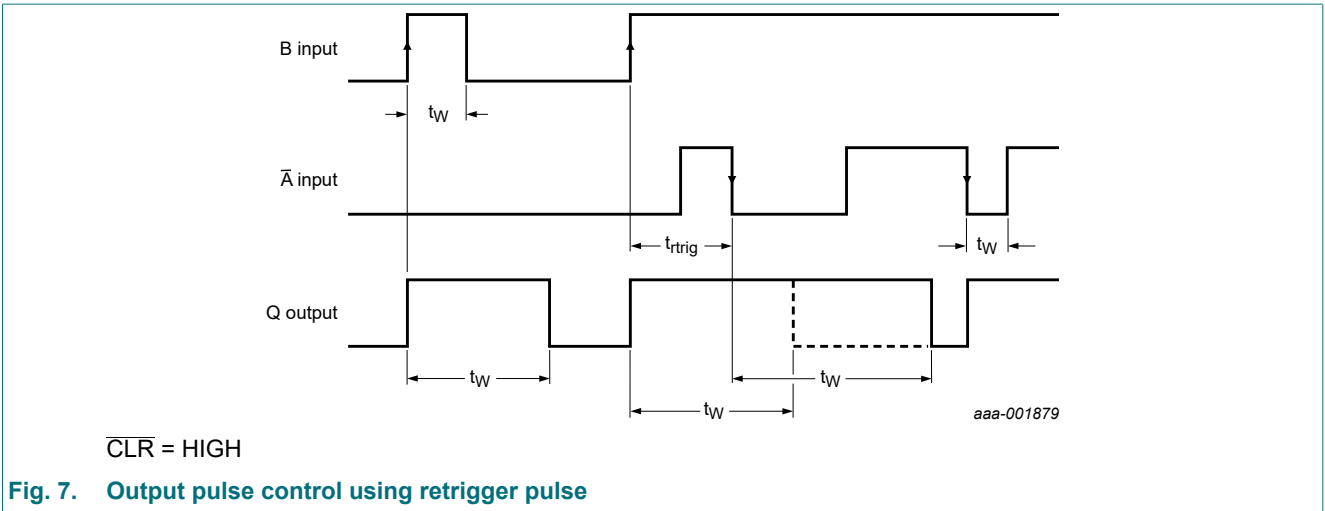 B input
tW
A̅ input
trtrig
tW
Q output
tW
tW
tW
aaa-001879
C̅L̅R̅ = HIGH
Fig. 7. Output pulse control using retrigger pulse